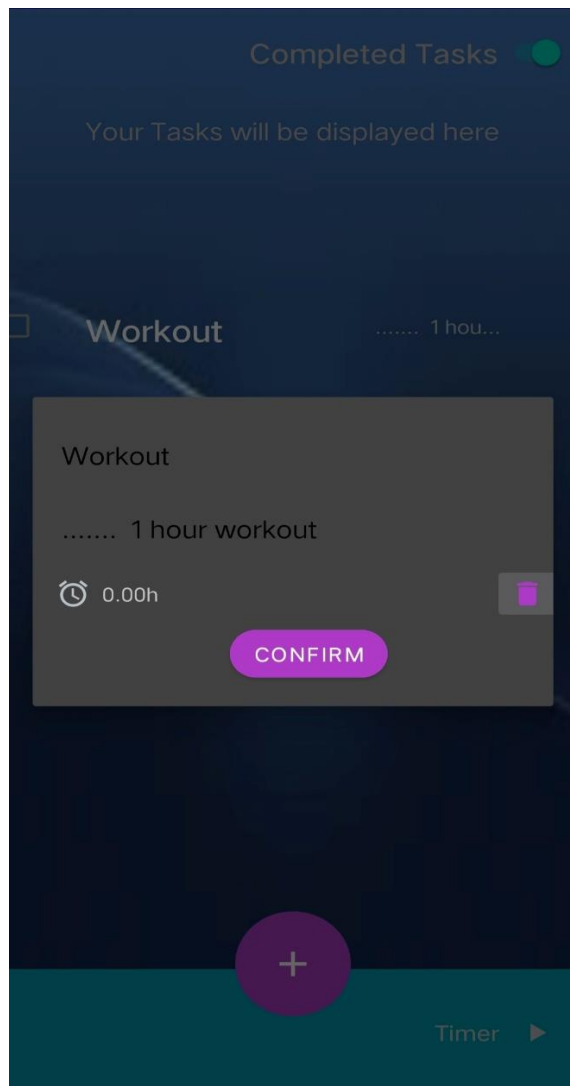 Completed Tasks
Your Tasks will be displayed here
Workout ....... 1 hou...
Workout
....... 1 hour workout
0.00h
CONFIRM
+
Timer